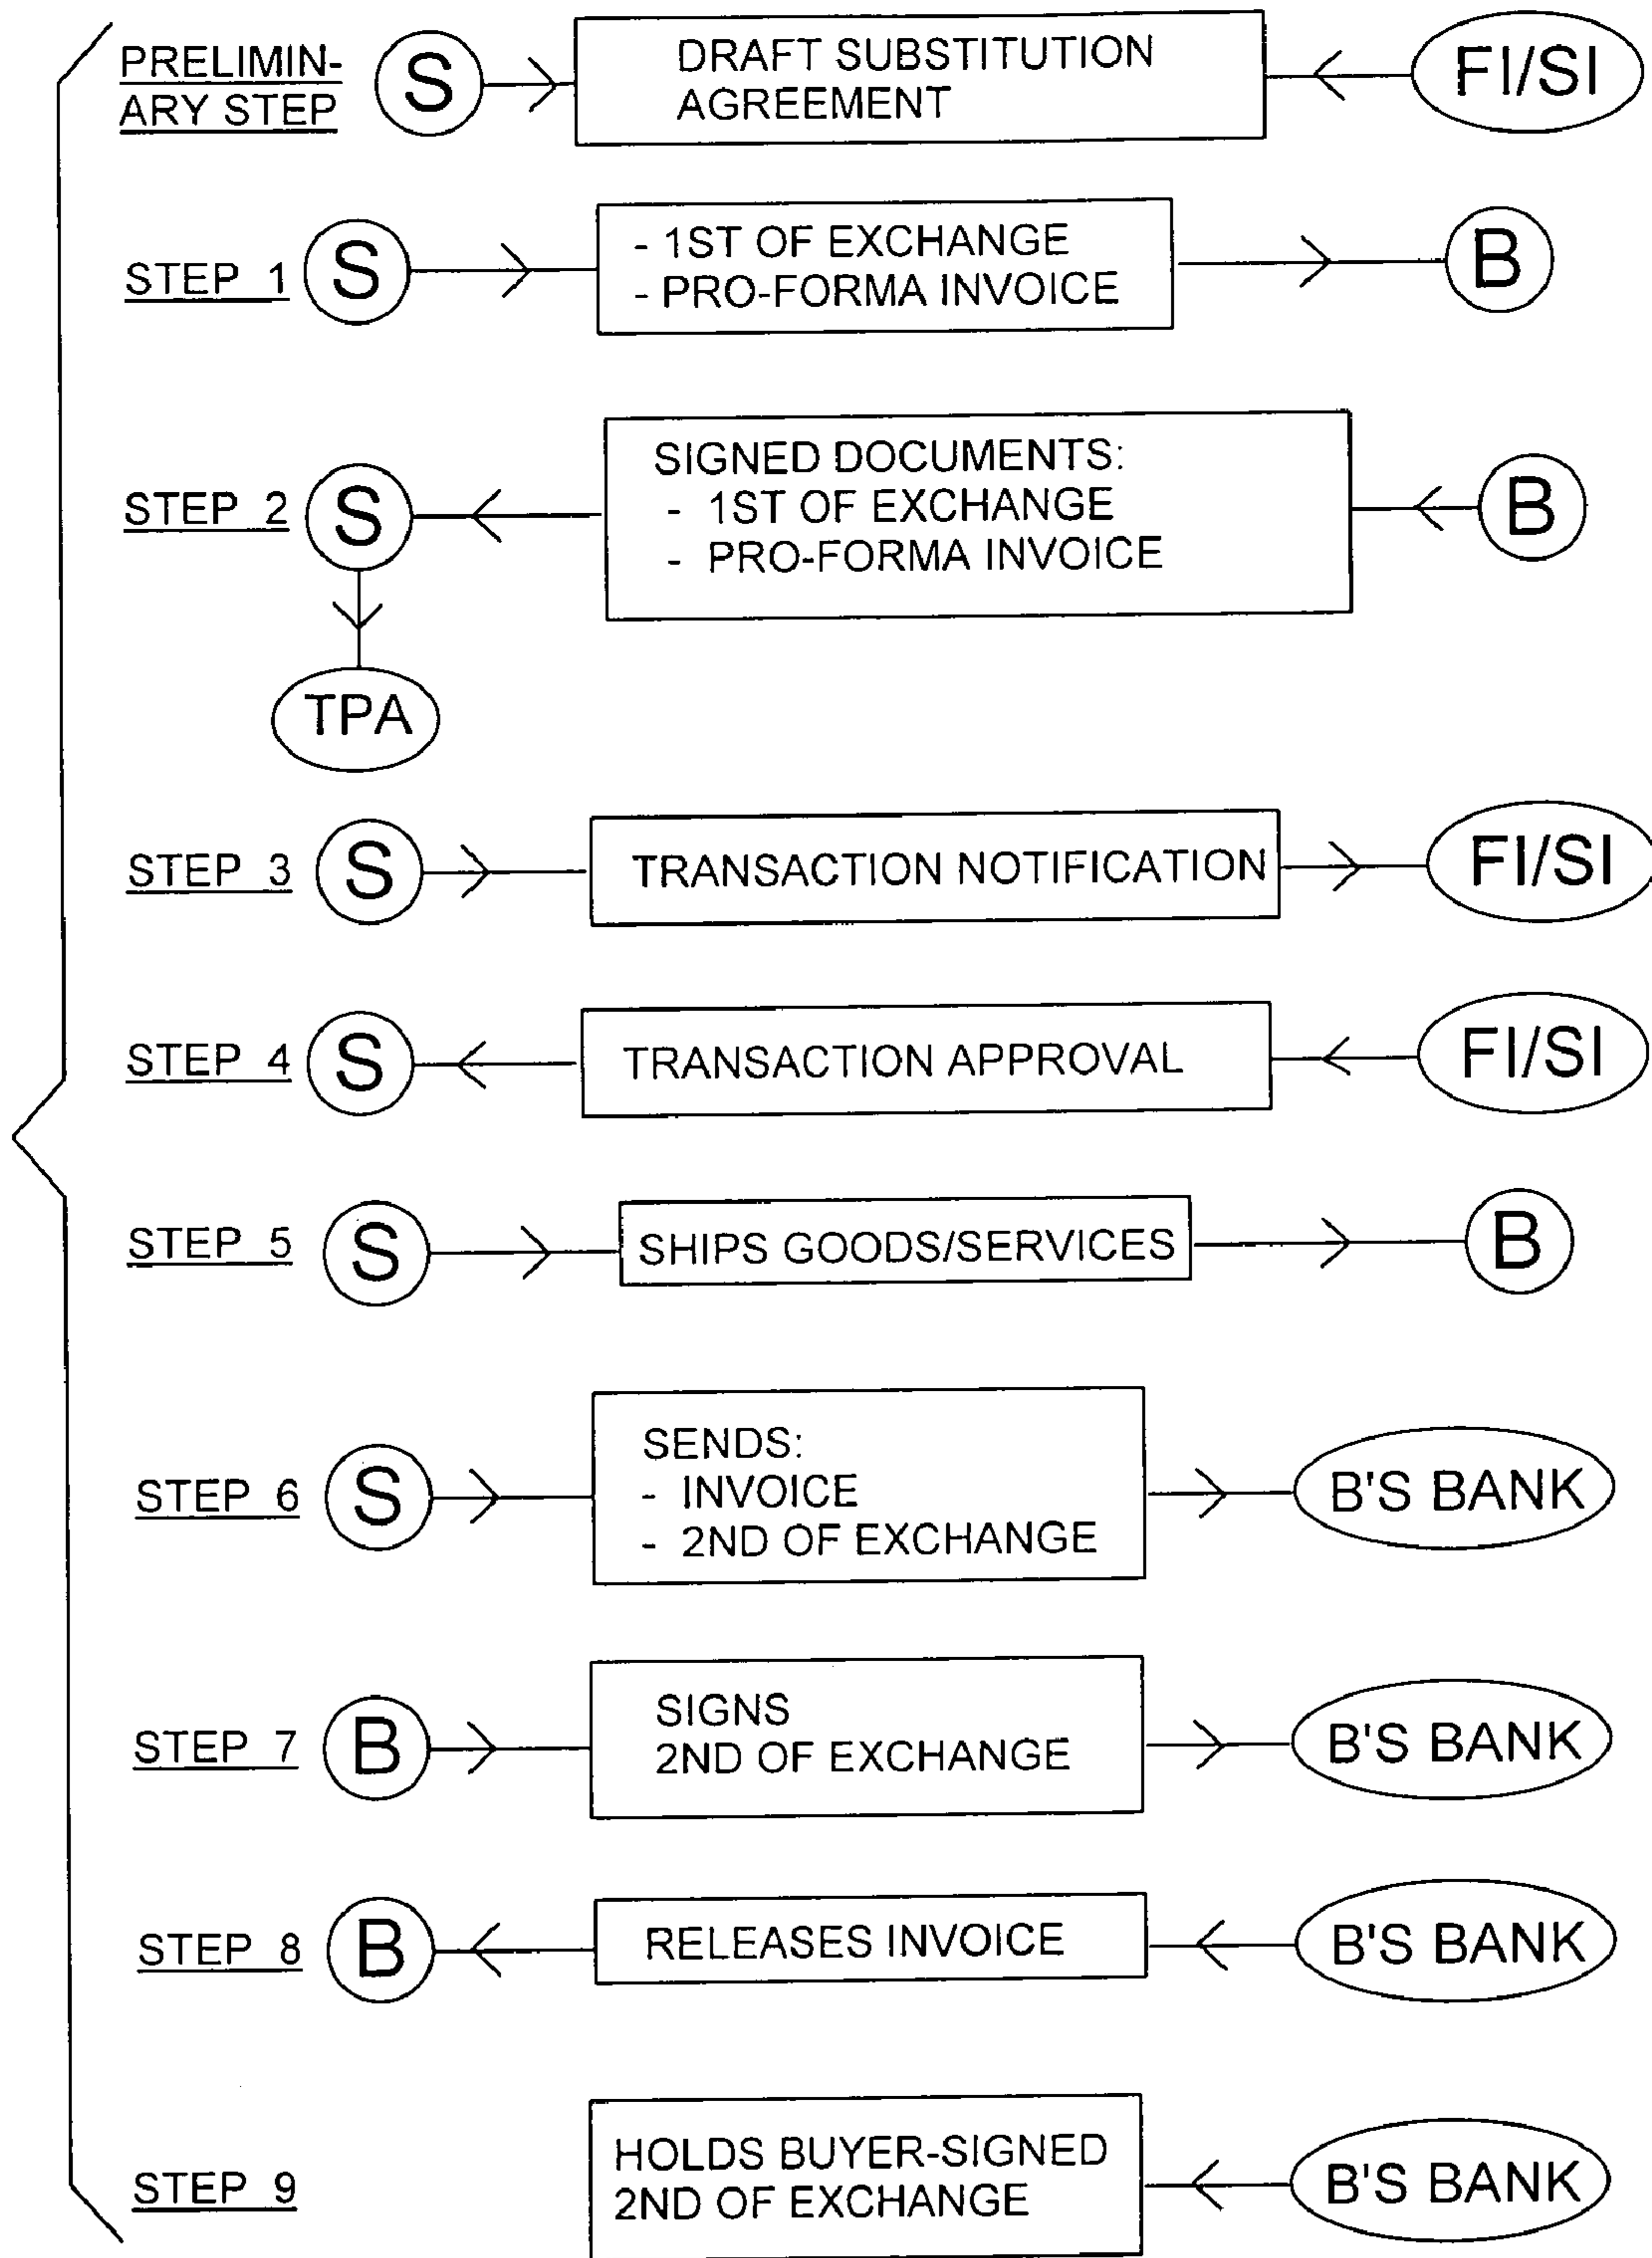 PRELIMIN-
ARY STEP
S
DRAFT SUBSTITUTION
AGREEMENT
FI/SI
STEP 1
S
- 1ST OF EXCHANGE
- PRO-FORMA INVOICE
B
STEP 2
S
SIGNED DOCUMENTS:
- 1ST OF EXCHANGE
- PRO-FORMA INVOICE
B
TPA
STEP 3
S
TRANSACTION NOTIFICATION
FI/SI
STEP 4
S
TRANSACTION APPROVAL
FI/SI
STEP 5
S
SHIPS GOODS/SERVICES
B
STEP 6
S
SENDS:
- INVOICE
- 2ND OF EXCHANGE
B'S BANK
STEP 7
B
SIGNS
2ND OF EXCHANGE
B'S BANK
STEP 8
B
RELEASES INVOICE
B'S BANK
STEP 9
HOLDS BUYER-SIGNED
2ND OF EXCHANGE
B'S BANK